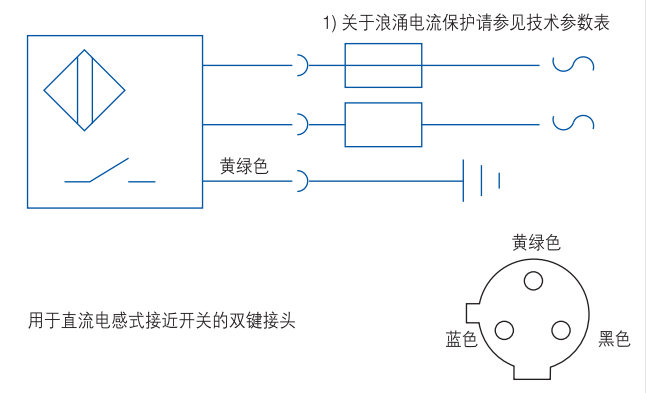 1) 关于浪涌电流保护请参见技术参数表
黄绿色
黄绿色
蓝色
黑色
用于直流电感式接近开关的双键接头